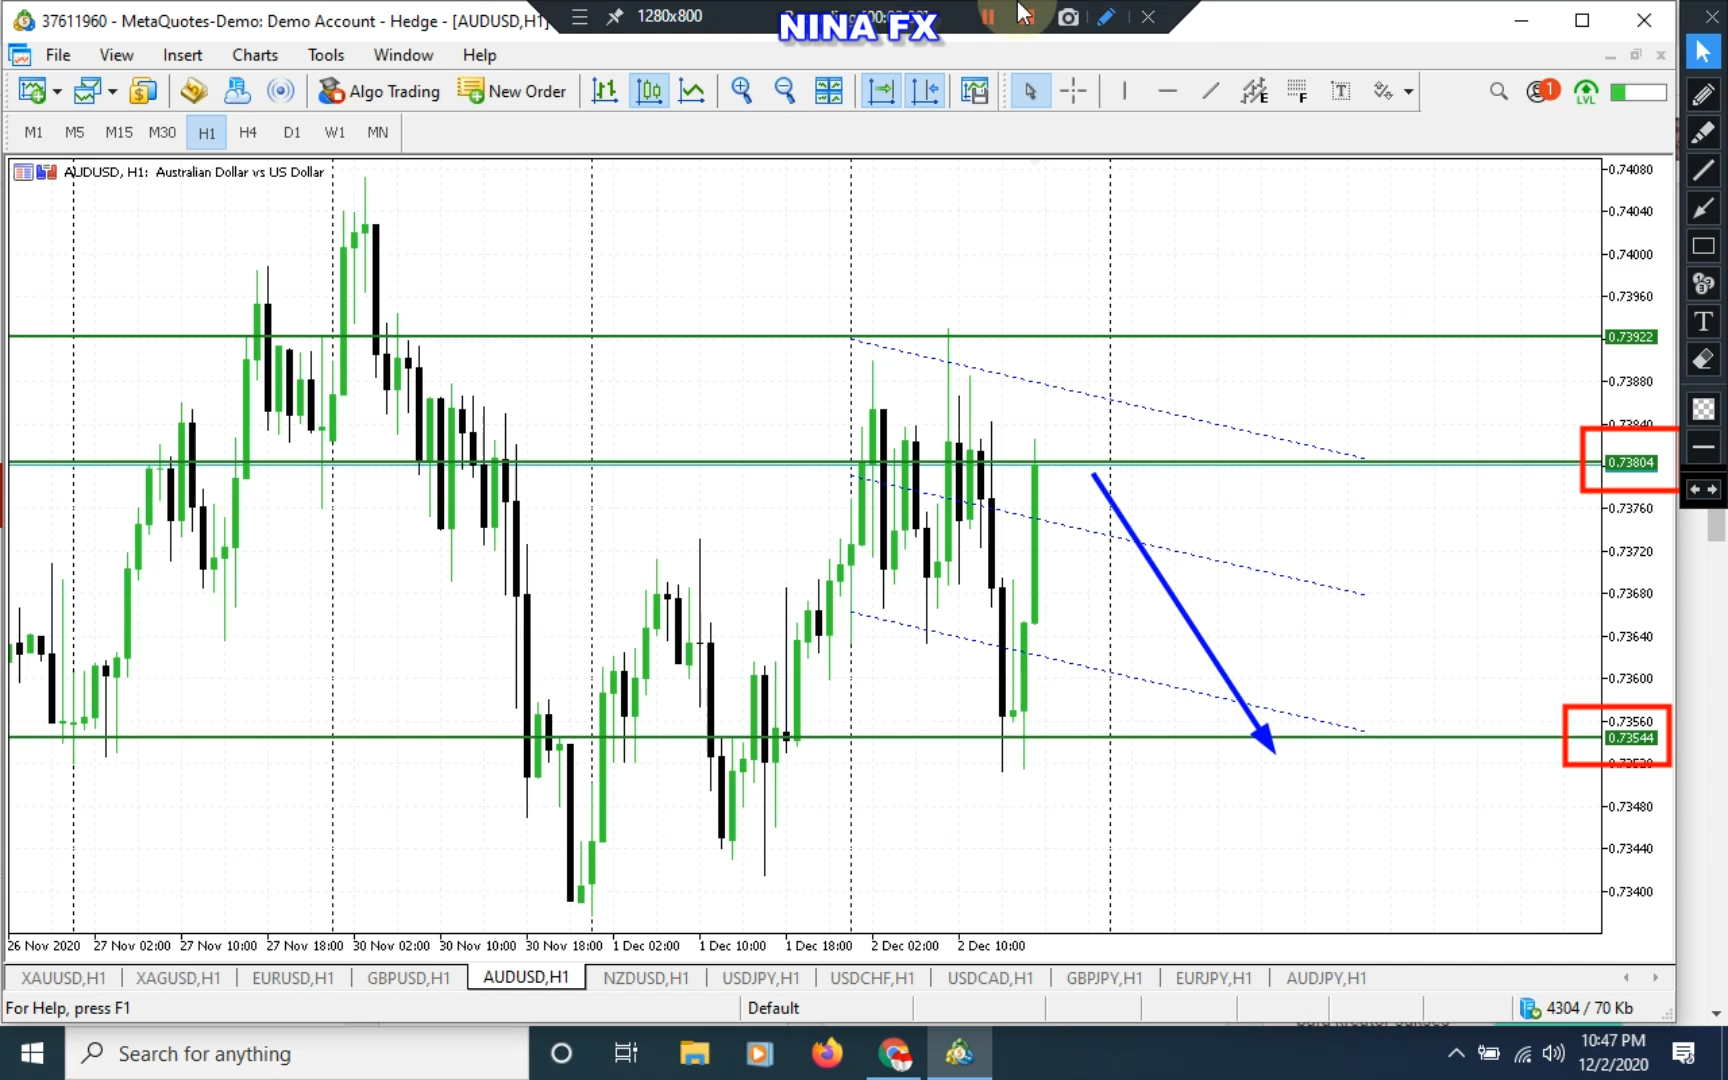 37611960 - MetaQuotes-Demo: Demo Account - Hedge - [AUDUSD,H1]
1280x800
NINA FX
File View Insert Charts Tools Window Help
Algo Trading New Order
E F T 1 LVL
M1 M5 M15 M30 H1 H4 D1 W1 MN
AUDUSD, H1: Australian Dollar vs US Dollar
0.74080
0.74040
0.74000
0.73960
0.73922
0.73880
0.73840
0.73804
0.73760
0.73720
0.73680
0.73640
0.73600
0.73560
0.73544
0.73520
0.73480
0.73440
0.73400
26 Nov 2020 27 Nov 02:00 27 Nov 10:00 27 Nov 18:00 30 Nov 02:00 30 Nov 10:00 30 Nov 18:00 1 Dec 02:00 1 Dec 10:00 1 Dec 18:00 2 Dec 02:00 2 Dec 10:00
XAUUSD,H1 XAGUSD,H1 EURUSD,H1 GBPUSD,H1 AUDUSD,H1 NZDUSD,H1 USDJPY,H1 USDCHF,H1 USDCAD,H1 GBPJPY,H1 EURJPY,H1 AUDJPY,H1
For Help, press F1 Default 4304 / 70 Kb
Search for anything
10:47 PM
12/2/2020